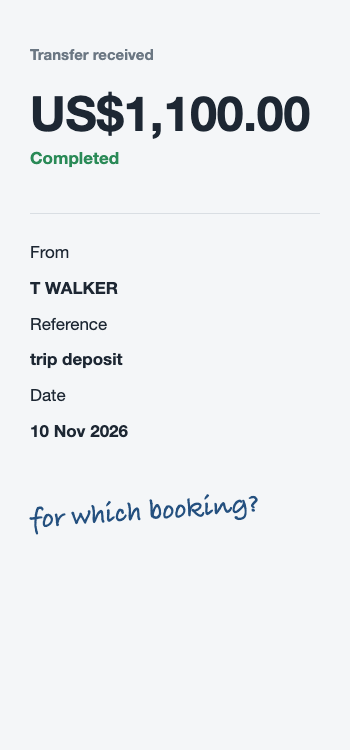 Transfer received
US$1,100.00
Completed
From
T WALKER
Reference
trip deposit
Date
10 Nov 2026
for which booking?